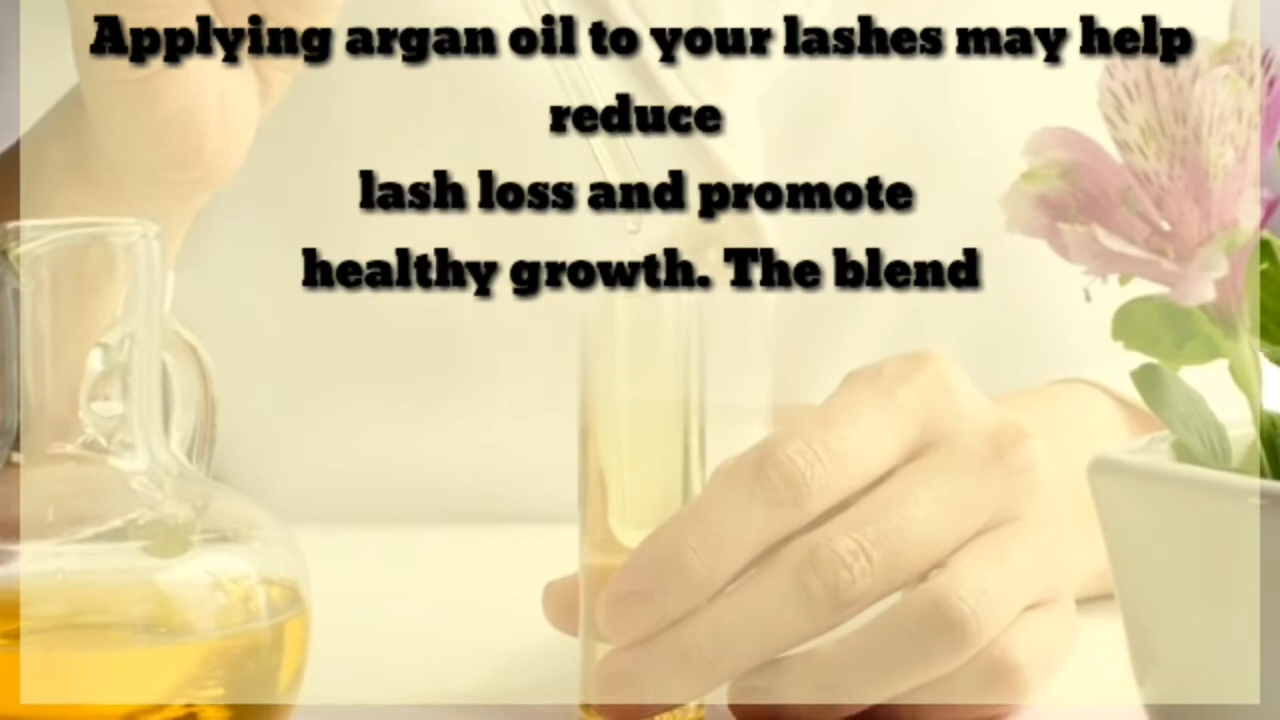 Applying argan oil to your lashes may help
reduce
lash loss and promote
healthy growth. The blend